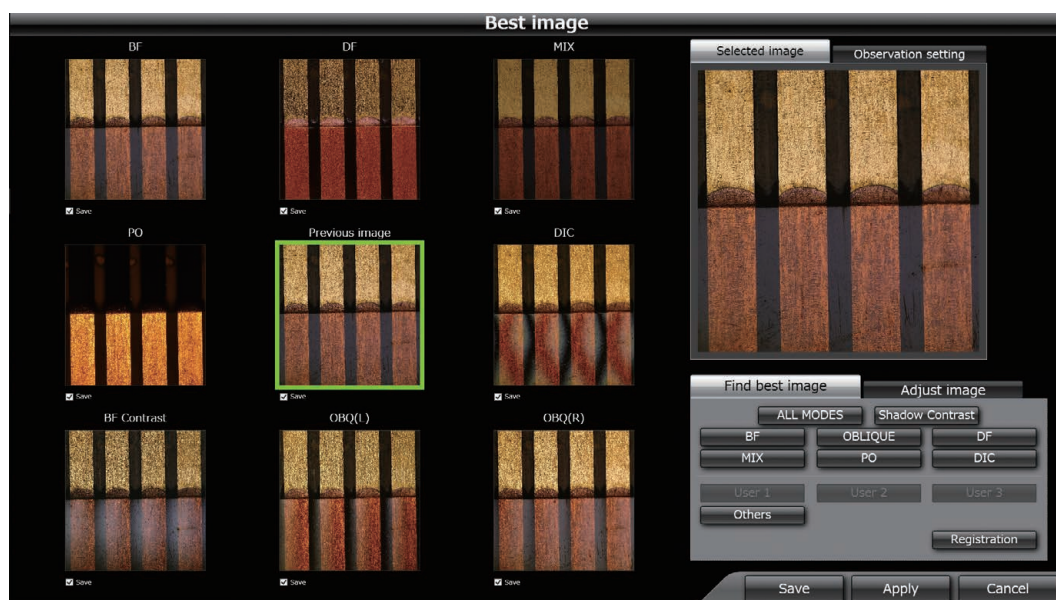 Best image
BF DF MIX
Save Save Save
PO Previous image DIC
Save Save Save
BF Contrast OBQ(L) OBQ(R)
Save Save Save
Selected image Observation setting
Find best image Adjust image
ALL MODES Shadow Contrast
BF OBLIQUE DF
MIX PO DIC
User 1 User 2 User 3
Others
Registration
Save Apply Cancel